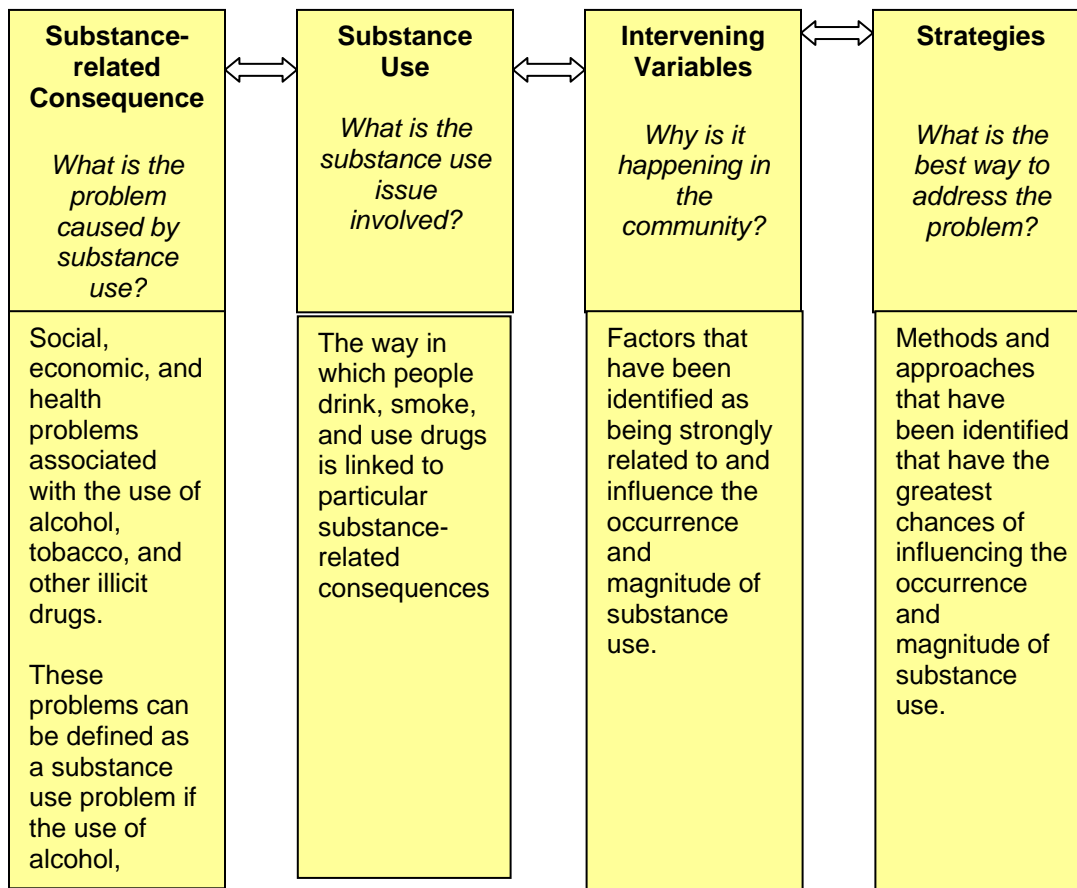 Substance-
related
Consequence
What is the
problem
caused by
substance
use?
Social,
economic, and
health
problems
associated
with the use of
alcohol,
tobacco, and
other illicit
drugs.
These
problems can
be defined as
a substance
use problem if
the use of
alcohol,
Substance
Use
What is the
substance use
issue
involved?
The way in
which people
drink, smoke,
and use drugs
is linked to
particular
substance-
related
consequences
Intervening
Variables
Why is it
happening in
the
community?
Factors that
have been
identified as
being strongly
related to and
influence the
occurrence
and
magnitude of
substance
use.
Strategies
What is the
best way to
address the
problem?
Methods and
approaches
that have
been identified
that have the
greatest
chances of
influencing the
occurrence
and
magnitude of
substance
use.